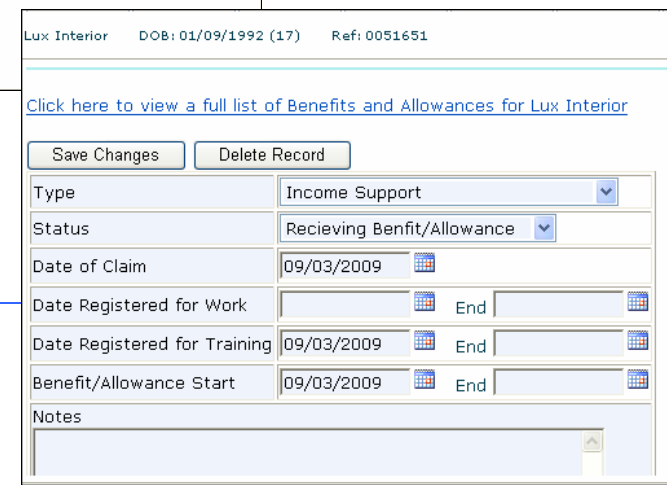 Lux Interior DOB: 01/09/1992 (17) Ref: 0051651
Click here to view a full list of Benefits and Allowances for Lux Interior
Save Changes Delete Record
Type Income Support
Status Recieving Benfit/Allowance
Date of Claim 09/03/2009
Date Registered for Work End
Date Registered for Training 09/03/2009 End
Benefit/Allowance Start 09/03/2009 End
Notes